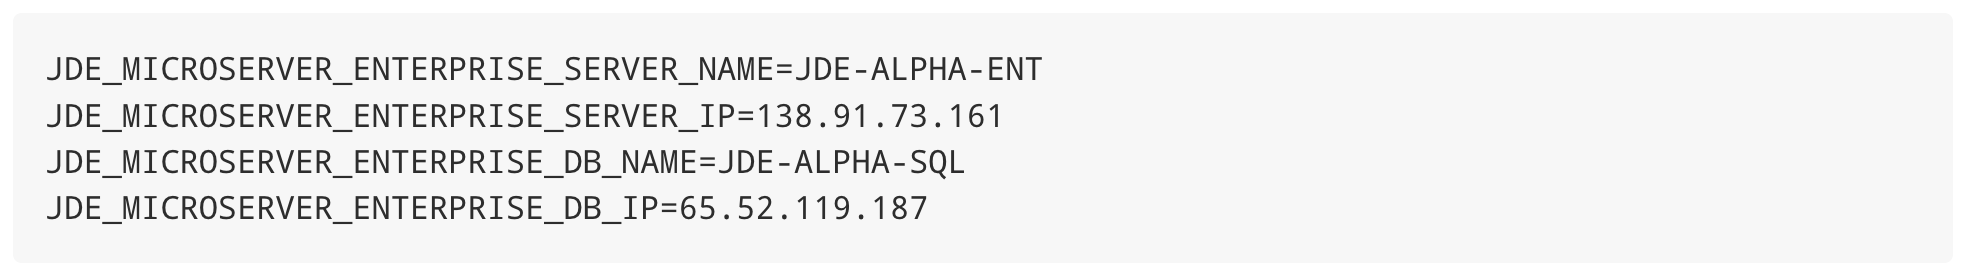 JDE_MICROSERVER_ENTERPRISE_SERVER_NAME=JDE-ALPHA-ENT
JDE_MICROSERVER_ENTERPRISE_SERVER_IP=138.91.73.161
JDE_MICROSERVER_ENTERPRISE_DB_NAME=JDE-ALPHA-SQL
JDE_MICROSERVER_ENTERPRISE_DB_IP=65.52.119.187